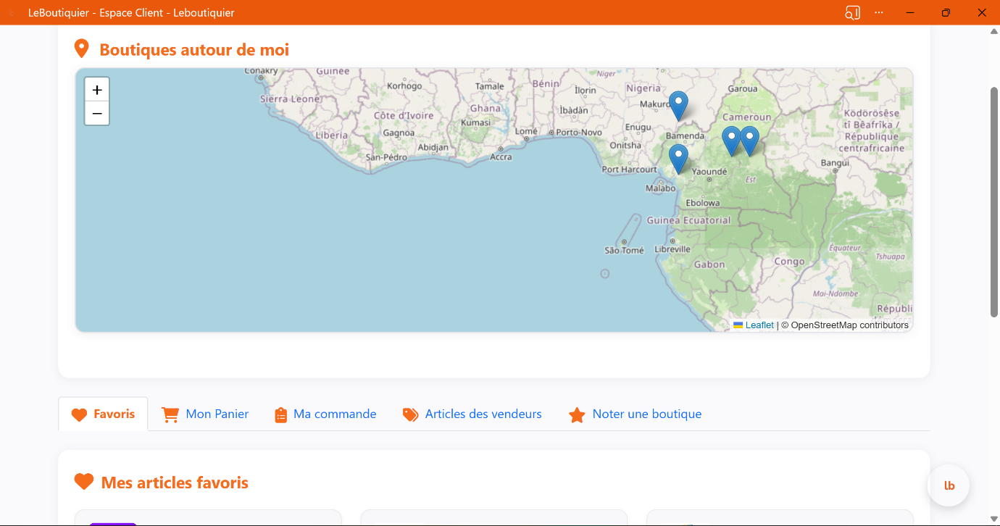 LeBoutiquier - Espace Client - Leboutiquier
Boutiques autour de moi
+
−
Conakry
Guinée
Niger
Korhogo
Tamale
Bénin
Ìlorin
Nigeria
Garoua
Sierra Leone
Ghana
Makurd
Côte d'Ivoire
Ìbàdàn
Cameroun
Ködörösêse
tî Bêafrîka /
République
centrafricaine
Kumasi
Enugu
Liberia
Gagnoa
Lomé
Porto-Novo
Bamenda
Abidjan
Onitsha
San-Pédro
Accra
Port Harcourt
Yaoundé
Bangui
Est
Malabo
Ebolowa
Guinea Ecuatorial
São Tomé
Libreville
Équateur
Tshuapa
Gabon
Congo
Mai-Ndombe
Républi
Leaflet | © OpenStreetMap contributors
Favoris
Mon Panier
Ma commande
Articles des vendeurs
Noter une boutique
Mes articles favoris
lb